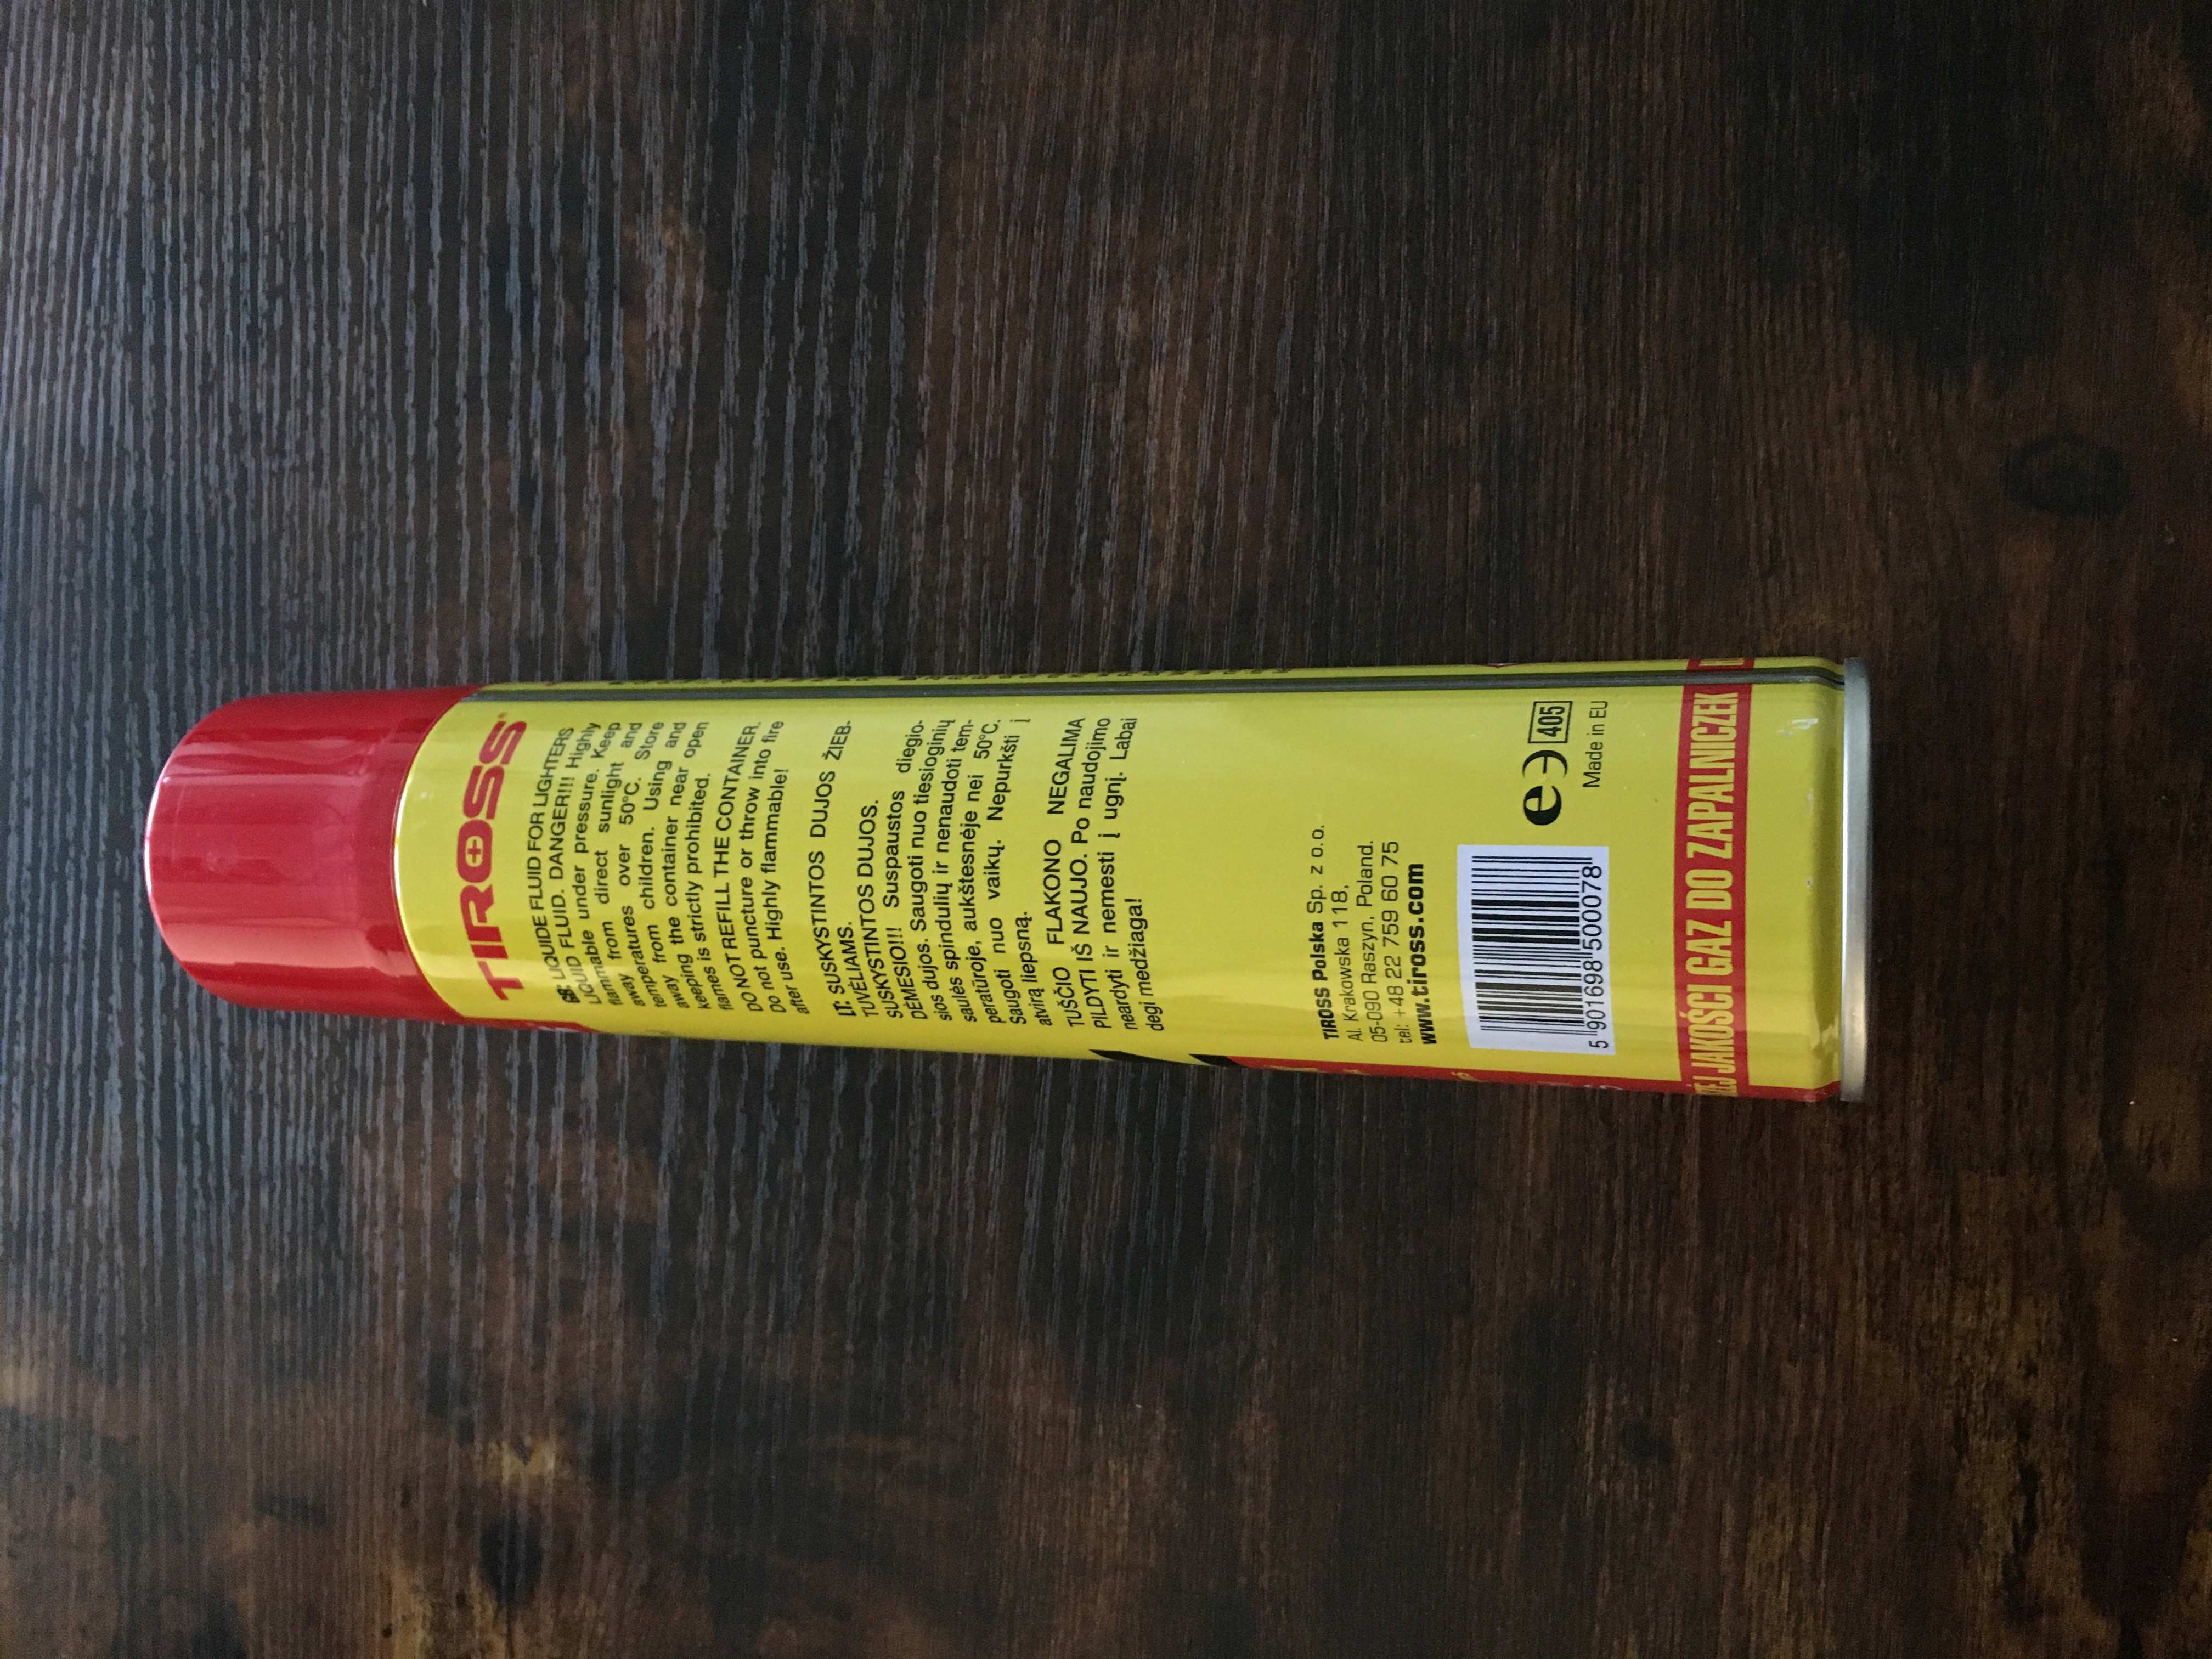 TIROSS
GB: LIQUIDE FLUID FOR LIGHTERS
LIQUID FLUID. DANGER!!! Highly
flammable under pressure. Keep
away from direct sunlight and
temperatures over 50°C. Store
away from children. Using and
keeping the container near open
flames is strictly prohibited.
DO NOT REFILL THE CONTAINER.
Do not puncture or throw into fire
after use. Highly flammable!
LT: SUSKYSTINTOS DUJOS ŽIEB-
TUVĖLIAMS.
SUSKYSTINTOS DUJOS.
DĖMESIO!!! Suspaustos diegio-
sios dujos. Saugoti nuo tiesioginių
saulės spindulių ir nenaudoti tem-
peratūroje, aukštesnėje nei 50°C.
Saugoti nuo vaikų. Nepurkšti į
atvirą liepsną.
TUŠČIO FLAKONO NEGALIMA
PILDYTI IŠ NAUJO. Po naudojimo
neardyti ir nemesti į ugnį. Labai
degi medžiaga!
TIROSS Polska Sp. z o.o.
Al. Krakowska 118,
05-090 Raszyn, Poland.
tel: +48 22 759 60 75
www.tiross.com
5 901698 500078
e 3 405
Made in EU
JAKOŚCI GAZ DO ZAPALNICZEK